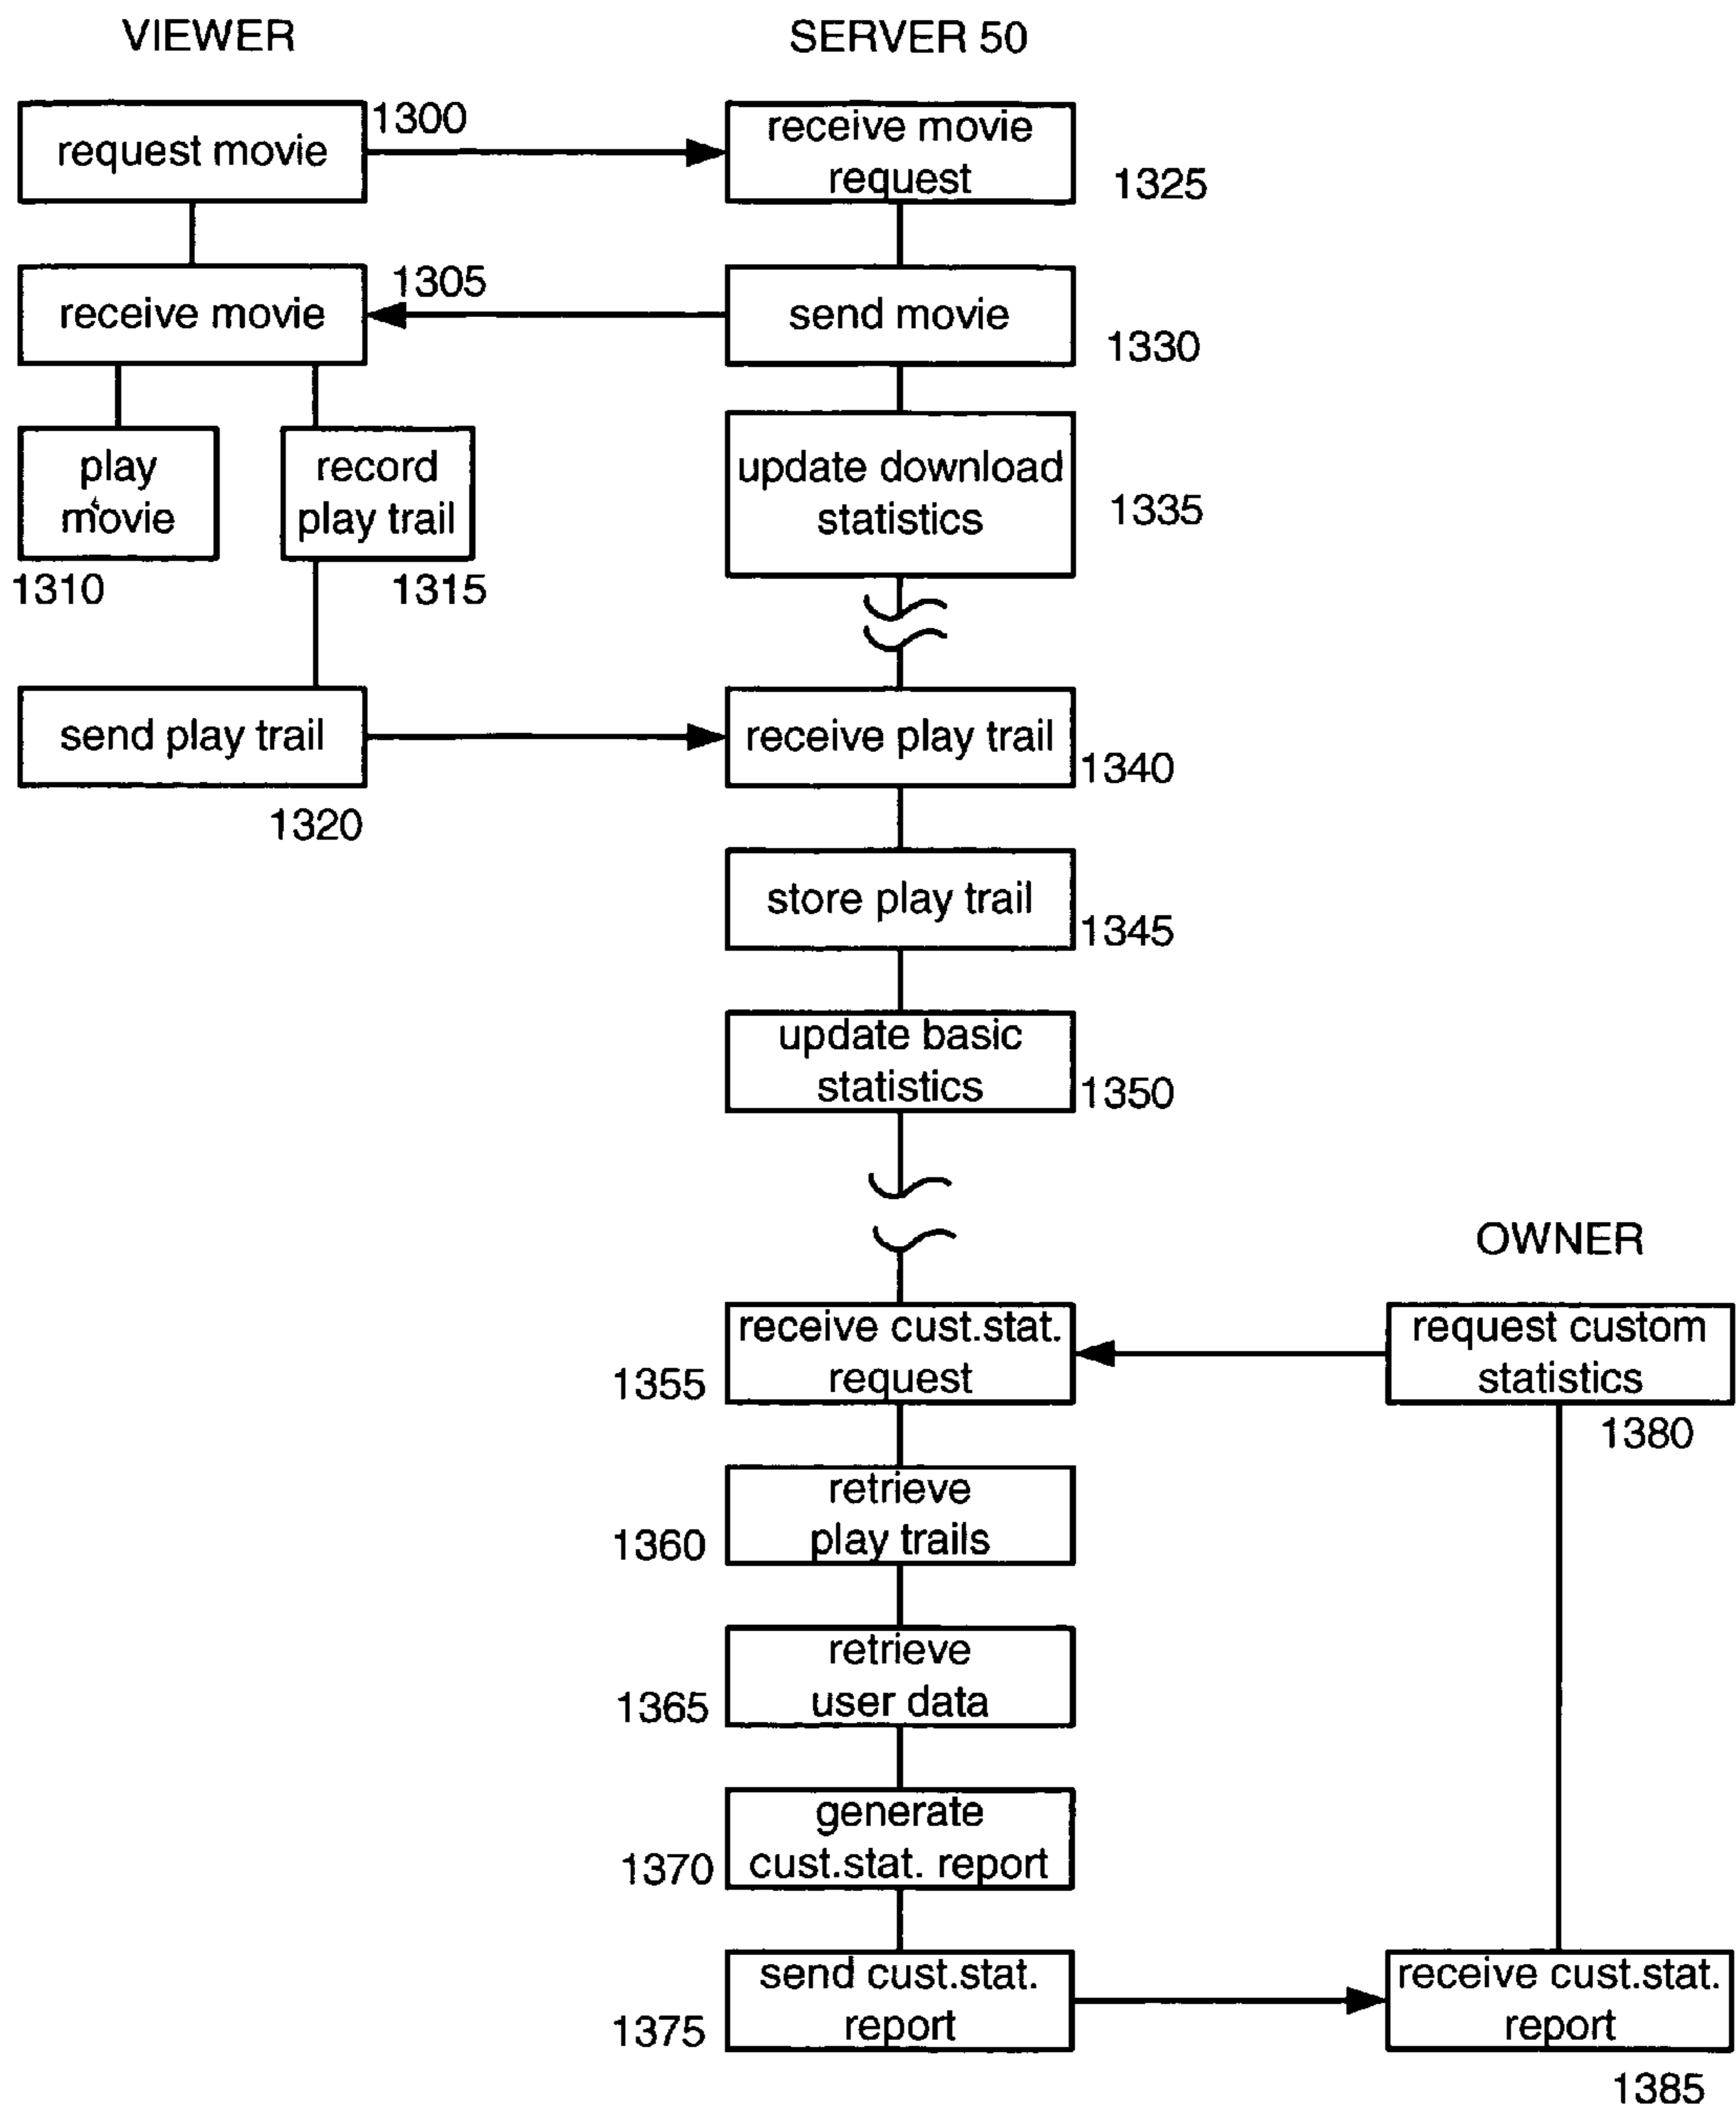 VIEWER
SERVER 50
request movie
1300
receive movie
request
1325
receive movie
1305
send movie
1330
play
movie
1310
record
play trail
1315
update download
statistics
1335
send play trail
1320
receive play trail
1340
store play trail
1345
update basic
statistics
1350
OWNER
receive cust.stat.
request
1355
request custom
statistics
1380
retrieve
play trails
1360
retrieve
user data
1365
generate
cust.stat. report
1370
send cust.stat.
report
1375
receive cust.stat.
report
1385